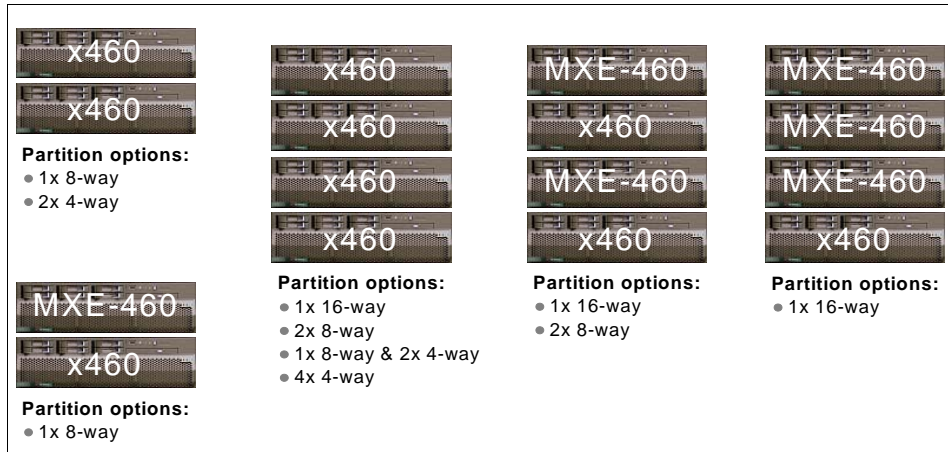 x460
x460
Partition options:
1x 8-way
2x 4-way
MXE-460
x460
Partition options:
1x 8-way
x460
x460
x460
x460
Partition options:
1x 16-way
2x 8-way
1x 8-way & 2x 4-way
4x 4-way
MXE-460
x460
MXE-460
x460
Partition options:
1x 16-way
2x 8-way
MXE-460
MXE-460
MXE-460
x460
Partition options:
1x 16-way